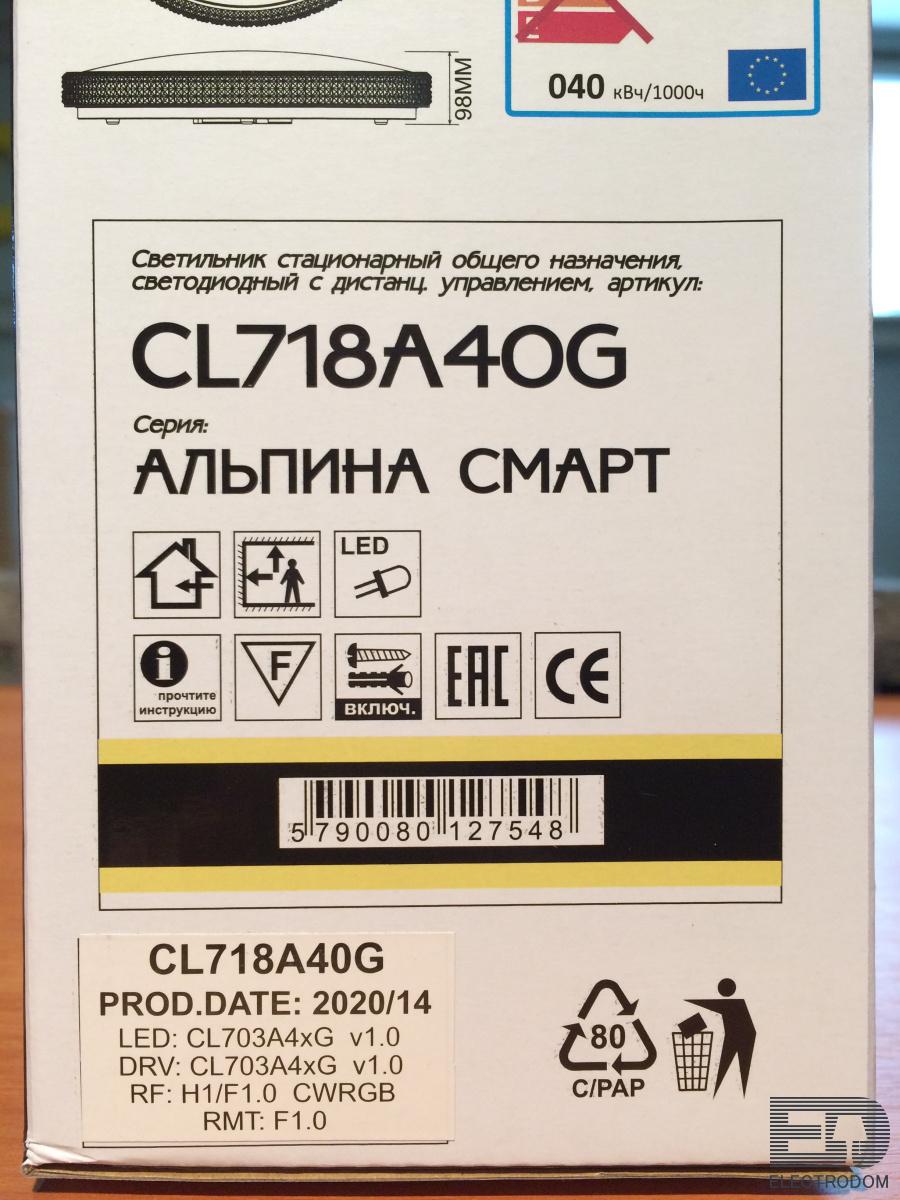 E
98ММ
040 кВч/1000ч
Светильник стационарный общего назначения,
светодиодный с дистанц. управлением, артикул:
CL718A40G
Серия:
АЛЬПИНА СМАРТ
LED
i
прочтите
инструкцию
F
ВКЛЮЧ.
EAC
CE
5 790080 127548
CL718A40G
PROD.DATE: 2020/14
LED: CL703A4xG v1.0
DRV: CL703A4xG v1.0
RF: H1/F1.0 CWRGB
RMT: F1.0
80
C/PAP
ED
ELECTRODOM